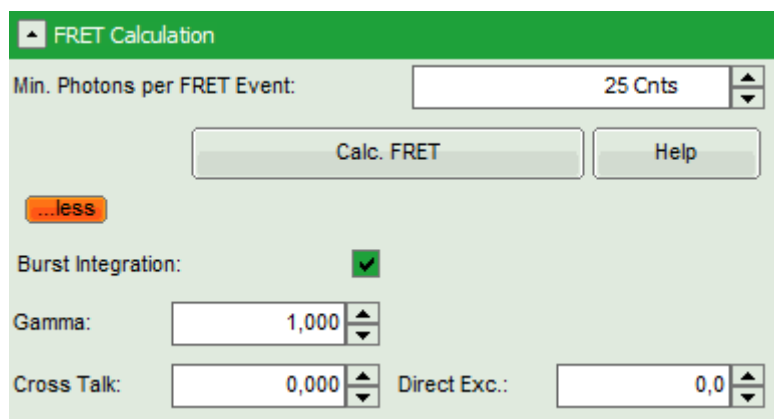 FRET Calculation
Min. Photons per FRET Event: 25 Cnts
Calc. FRET Help
...less
Burst Integration:
Gamma: 1,000
Cross Talk: 0,000 Direct Exc.: 0,0